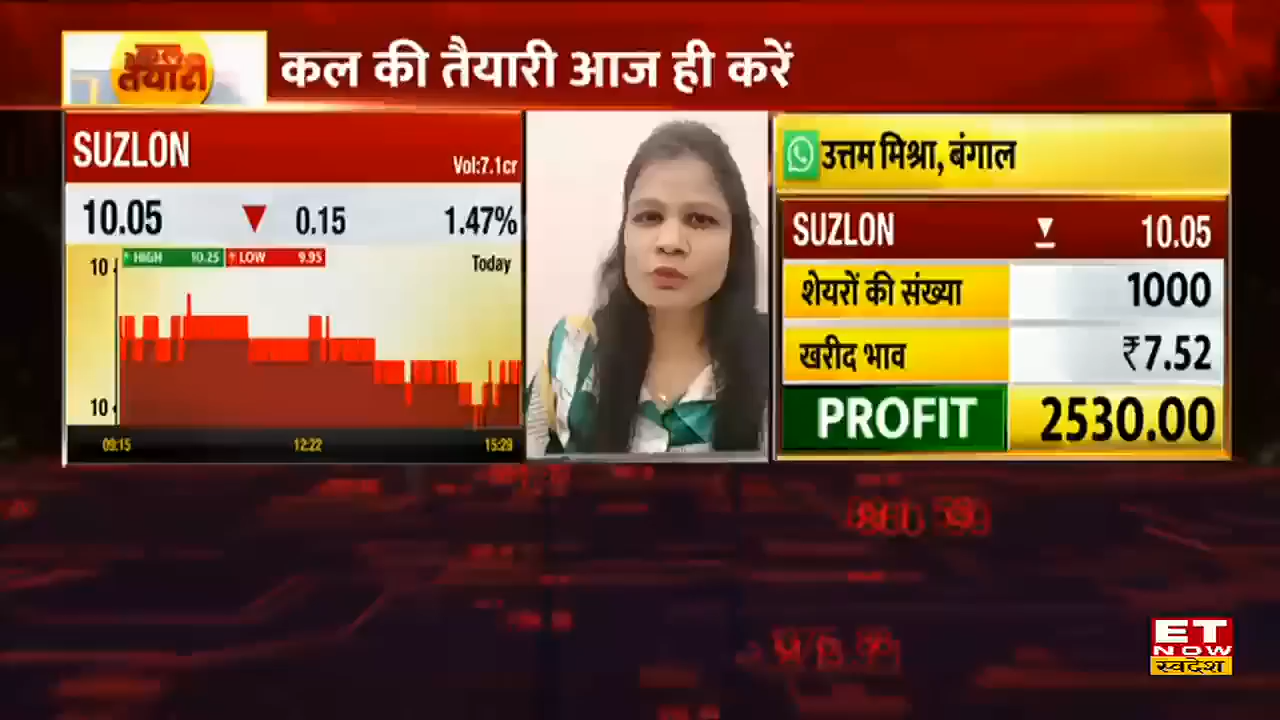 तैयारी
कल की तैयारी आज ही करें
SUZLON
Vol:7.1cr
10.05 ▼ 0.15 1.47%
HIGH 10.25 LOW 9.95
Today
10
10
09:15 12:22 15:29
उत्तम मिश्रा, बंगाल
SUZLON 10.05
शेयरों की संख्या 1000
खरीद भाव ₹7.52
PROFIT 2530.00
ET
NOW
स्वदेश